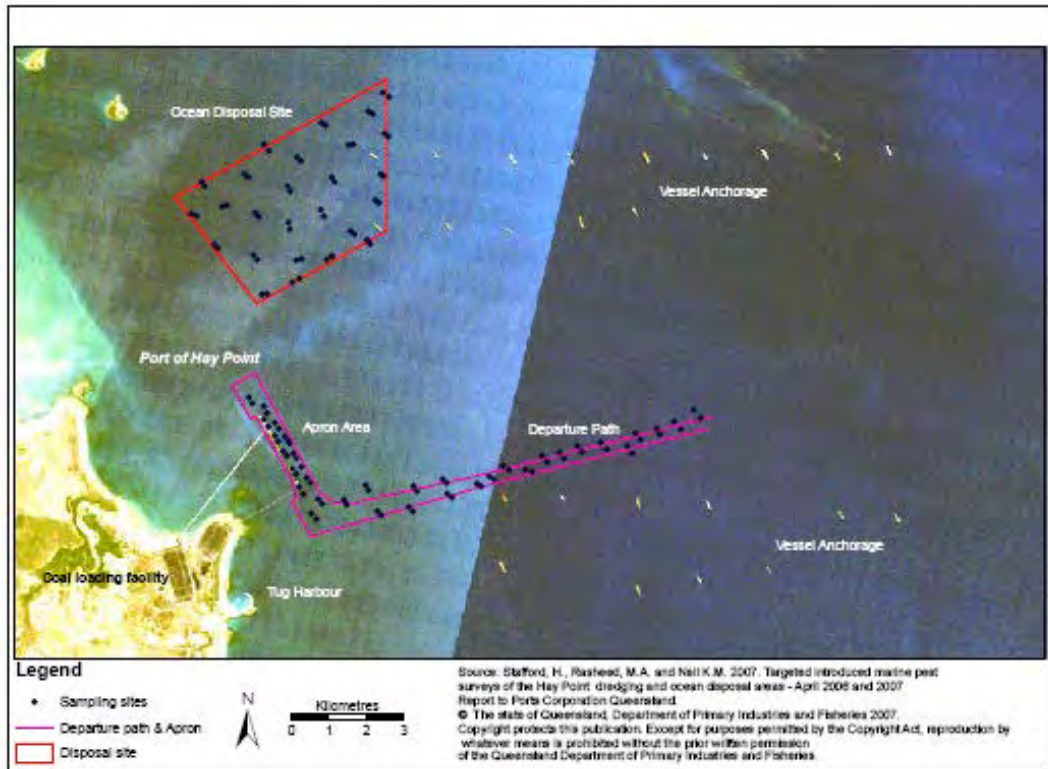 Ocean Disposal Site
Vessel Anchorage
Port of Hay Point
Apron Area
Departure Path
Vessel Anchorage
Coal loading facility
Tug Harbour
Legend
Sampling sites
Departure path & Apron
Disposal site
N
Kilometres
0 1 2 3
Source: Stafford, H., Rasheed, M.A. and Neil K.M. 2007. Targeted introduced marine pest
surveys of the Hay Point dredging and ocean disposal areas - April 2006 and 2007
Report to Ports Corporation Queensland.
© The state of Queensland, Department of Primary Industries and Fisheries 2007.
Copyright protects this publication. Except for purposes permitted by the Copyright Act, reproduction by
whatever means is prohibited without the prior written permission
of the Queensland Department of Primary Industries and Fisheries.